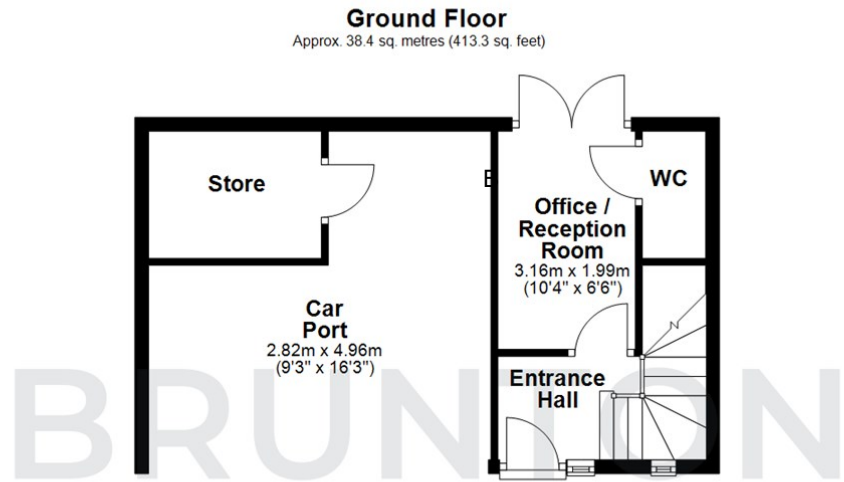 Ground Floor
Approx. 38.4 sq. metres (413.3 sq. feet)
Store
E
WC
Office /
Reception
Room
3.16m x 1.99m
(10'4" x 6'6")
Car
Port
2.82m x 4.96m
(9'3" x 16'3")
Entrance
Hall
BRUNTON